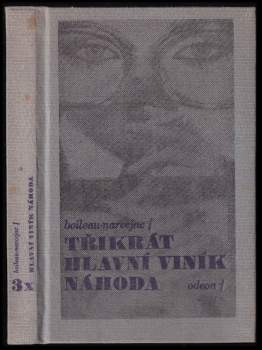 boileau-narcejac /
TŘIKRÁT
HLAVNÍ VINÍK
NÁHODA
odeon /
boileau-narcejac /
HLAVNÍ VINÍK NÁHODA
3x